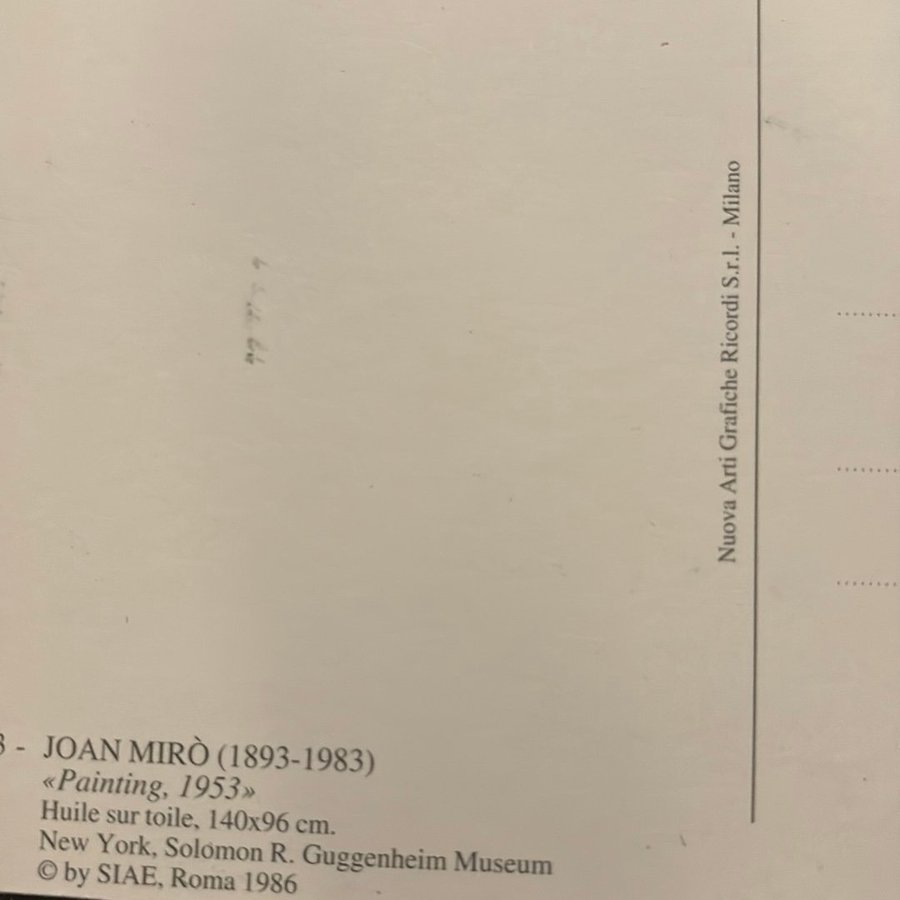 Nuova Arti Grafiche Ricordi S.r.l. - Milano
3 - JOAN MIRÒ (1893-1983)
«Painting, 1953»
Huile sur toile, 140x96 cm.
New York, Solomon R. Guggenheim Museum
© by SIAE, Roma 1986